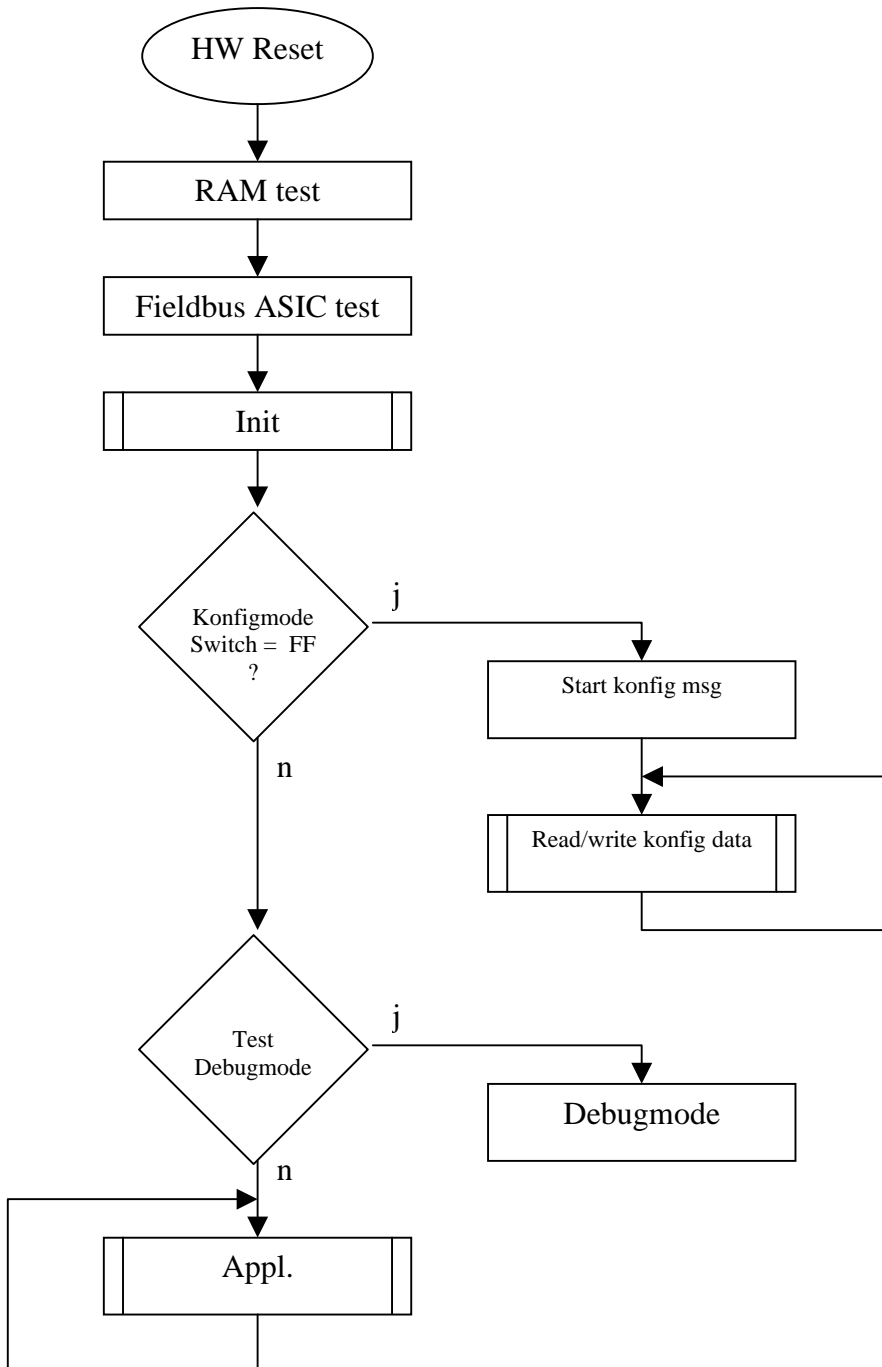 HW Reset
RAM test
Fieldbus ASIC test
Init
Konfigmode
Switch = FF
?
j
Start konfig msg
n
Read/write konfig data
Test
Debugmode
j
Debugmode
n
Appl.